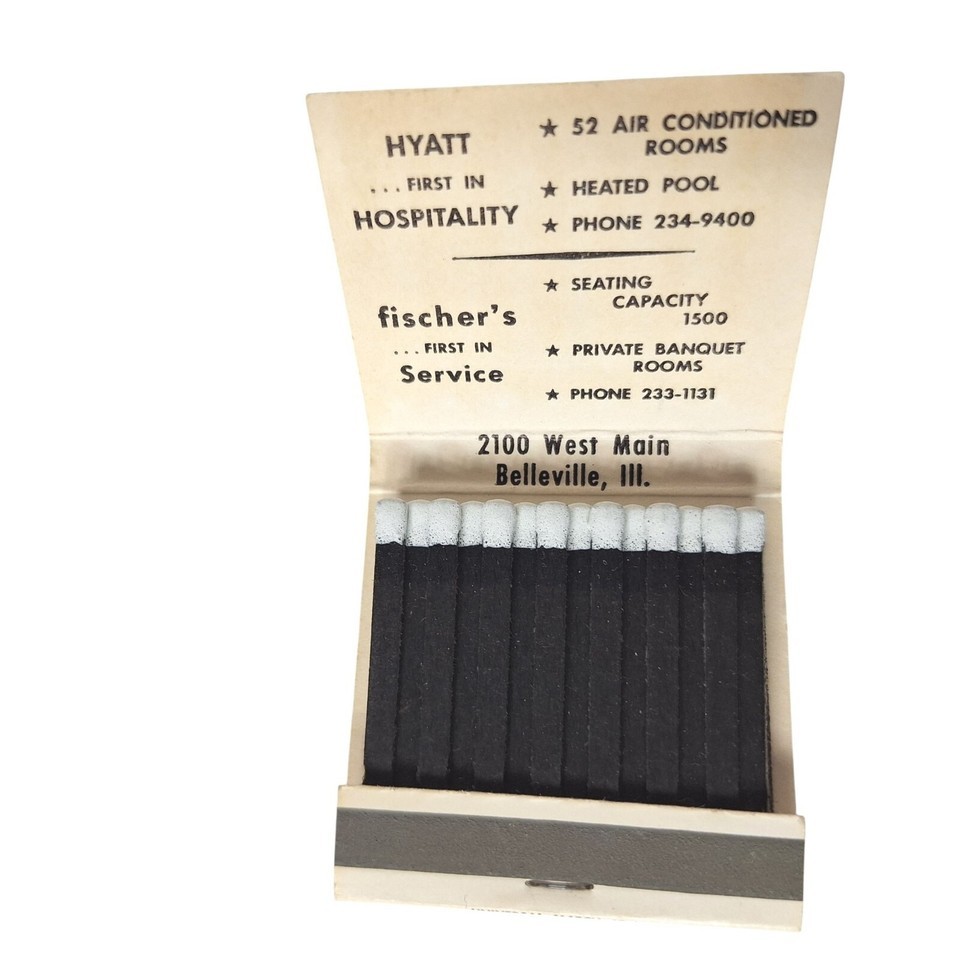 HYATT
...FIRST IN
HOSPITALITY
★ 52 AIR CONDITIONED
ROOMS
★ HEATED POOL
★ PHONE 234-9400
fischer's
...FIRST IN
Service
★ SEATING
CAPACITY
1500
★ PRIVATE BANQUET
ROOMS
★ PHONE 233-1131
2100 West Main
Belleville, Ill.